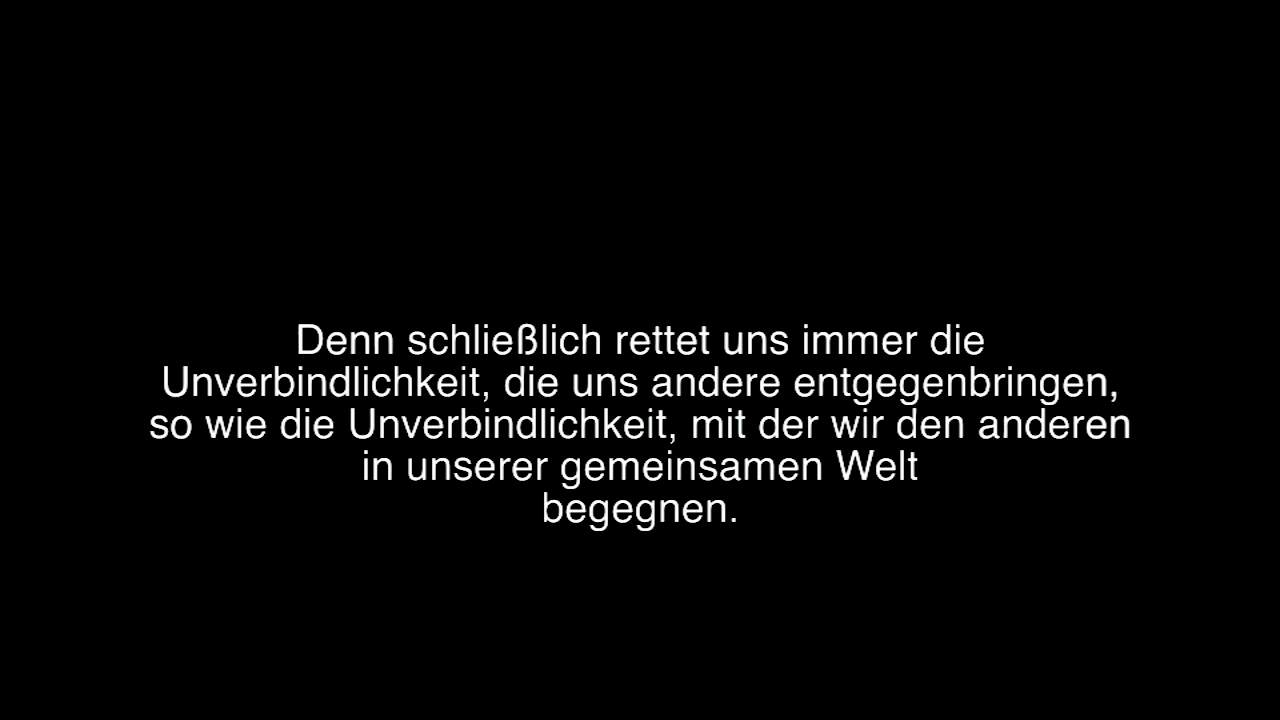 Denn schließlich rettet uns immer die
Unverbindlichkeit, die uns andere entgegenbringen,
so wie die Unverbindlichkeit, mit der wir den anderen
in unserer gemeinsamen Welt
begegnen.